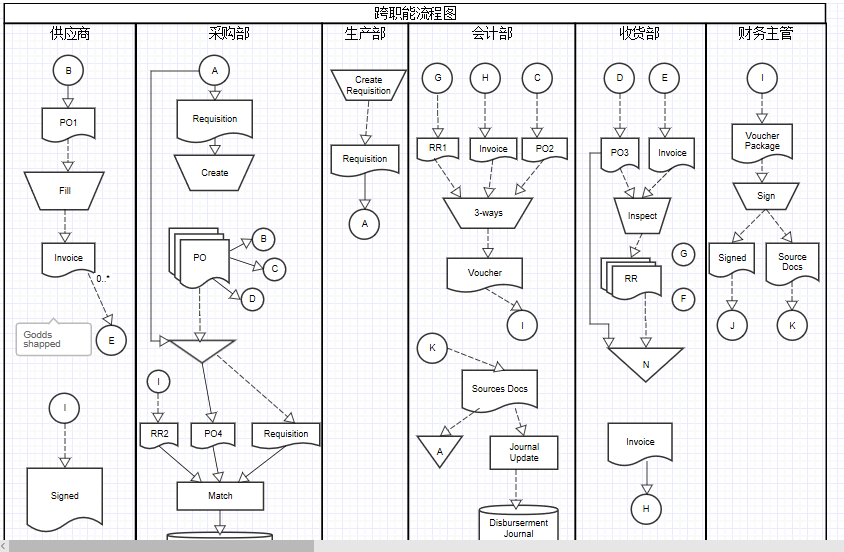 跨职能流程图
供应商
B
PO1
Fill
Invoice
0..*
Godds
shapped
E
I
Signed
采购部
A
Requisition
Create
PO
B
C
D
I
RR2
PO4
Requisition
Match
生产部
Create
Requisition
Requisition
A
会计部
G
H
C
RR1
Invoice
PO2
3-ways
Voucher
I
K
Sources Docs
A
Journal
Update
Disburserment
Journal
收货部
D
E
PO3
Invoice
Inspect
G
RR
F
N
Invoice
H
财务主管
I
Voucher
Package
Sign
Signed
Source
Docs
J
K